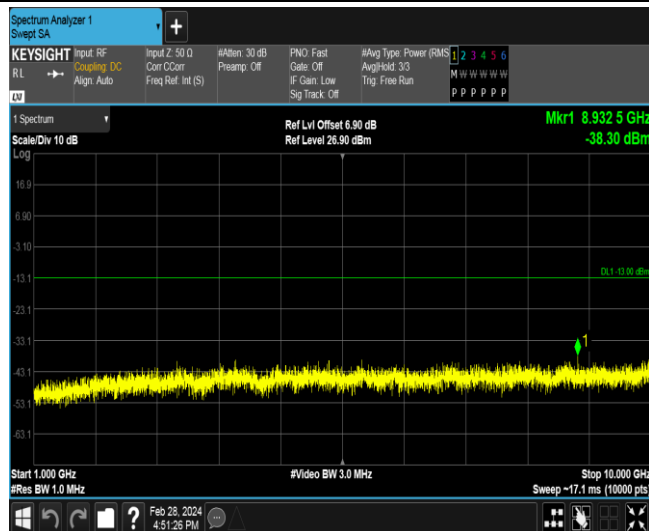 Spectrum Analyzer 1
Swept SA
KEYSIGHT
RL
Input: RF
Coupling: DC
Align: Auto
Input Z: 50 Ω
Corr CCorr
Freq Ref: Int (S)
#Atten: 30 dB
Preamp: Off
PNO: Fast
Gate: Off
IF Gain: Low
Sig Track: Off
#Avg Type: Power (RMS
Avg|Hold: 3/3
Trig: Free Run
1 2 3 4 5 6
M W W W W W
P P P P P P
1 Spectrum
Scale/Div 10 dB
Log
Ref Lvl Offset 6.90 dB
Ref Level 26.90 dBm
Mkr1 8.932 5 GHz
-38.30 dBm
16.9
6.90
-3.10
-13.1
DL1 -13.00 dBm
-23.1
-33.1
1
-43.1
-53.1
-63.1
Start 1.000 GHz
#Res BW 1.0 MHz
#Video BW 3.0 MHz
Stop 10.000 GHz
Sweep ~17.1 ms (10000 pts)
Feb 28, 2024
4:51:26 PM